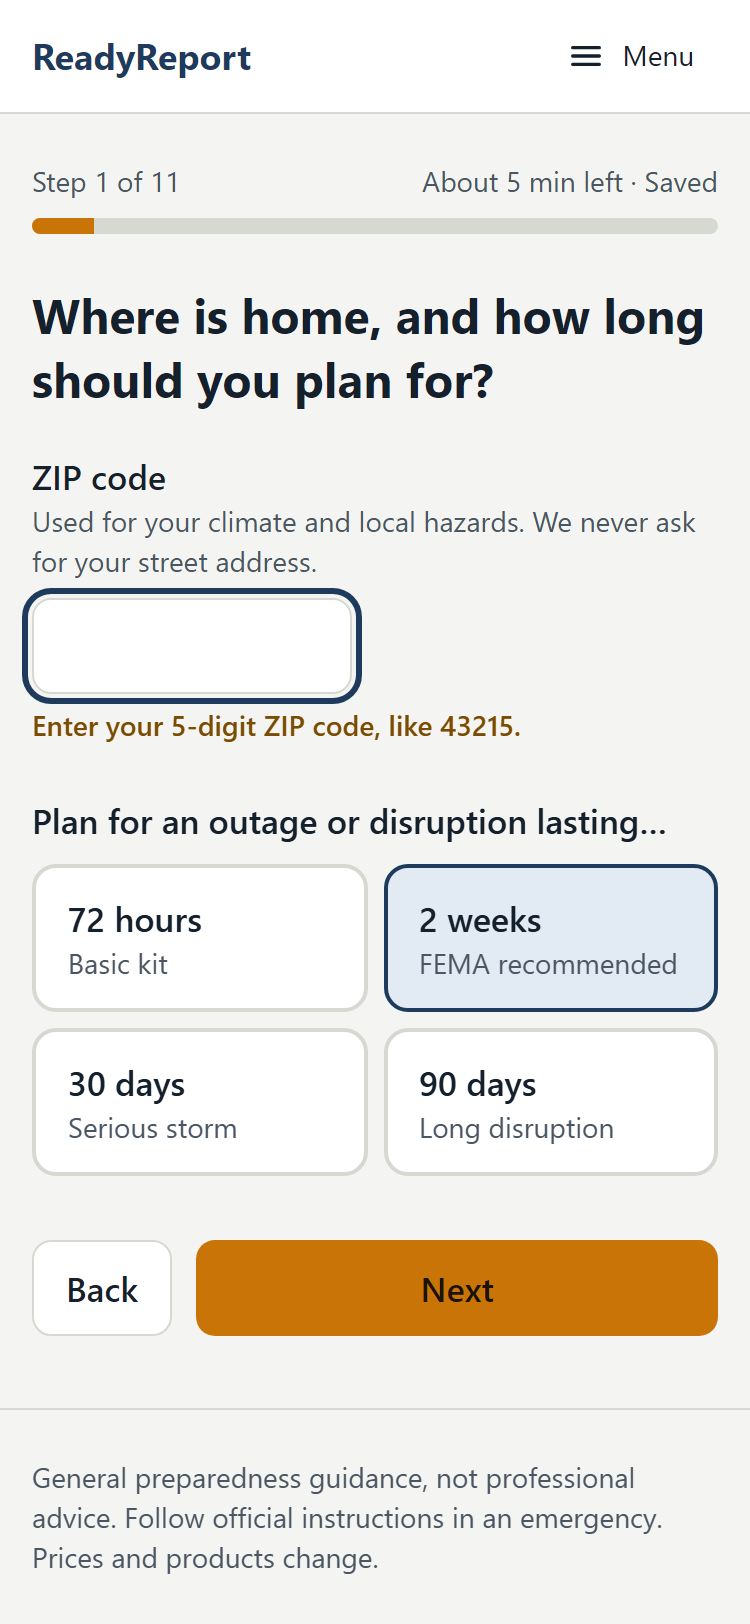 ReadyReport
Menu
Step 1 of 11
About 5 min left · Saved
Where is home, and how long
should you plan for?
ZIP code
Used for your climate and local hazards. We never ask
for your street address.
Enter your 5-digit ZIP code, like 43215.
Plan for an outage or disruption lasting...
72 hours
Basic kit
2 weeks
FEMA recommended
30 days
Serious storm
90 days
Long disruption
Back
Next
General preparedness guidance, not professional
advice. Follow official instructions in an emergency.
Prices and products change.